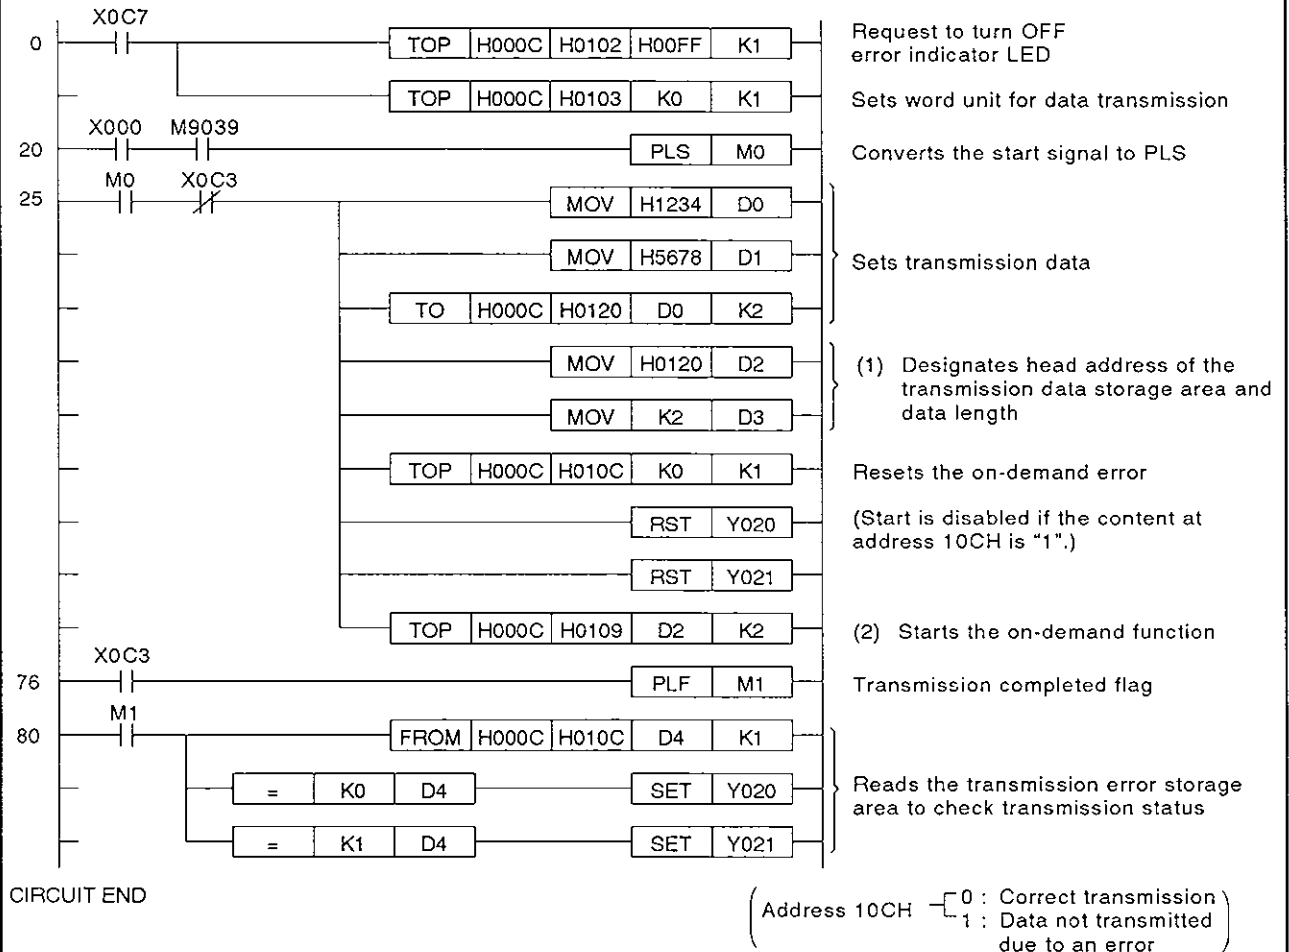 X0C7
0 TOP H000C H0102 H00FF K1 Request to turn OFF
error indicator LED
TOP H000C H0103 K0 K1 Sets word unit for data transmission
X000 M9039
20 PLS M0 Converts the start signal to PLS
M0 X0C3
25 MOV H1234 D0
MOV H5678 D1 Sets transmission data
TO H000C H0120 D0 K2
MOV H0120 D2 (1) Designates head address of the
transmission data storage area and
MOV K2 D3 data length
TOP H000C H010C K0 K1 Resets the on-demand error
RST Y020 (Start is disabled if the content at
address 10CH is "1".)
RST Y021
TOP H000C H0109 D2 K2 (2) Starts the on-demand function
X0C3
76 PLF M1 Transmission completed flag
M1
80 FROM H000C H010C D4 K1
= K0 D4 SET Y020 Reads the transmission error storage
area to check transmission status
= K1 D4 SET Y021
CIRCUIT END
Address 10CH 0 : Correct transmission
1 : Data not transmitted
due to an error